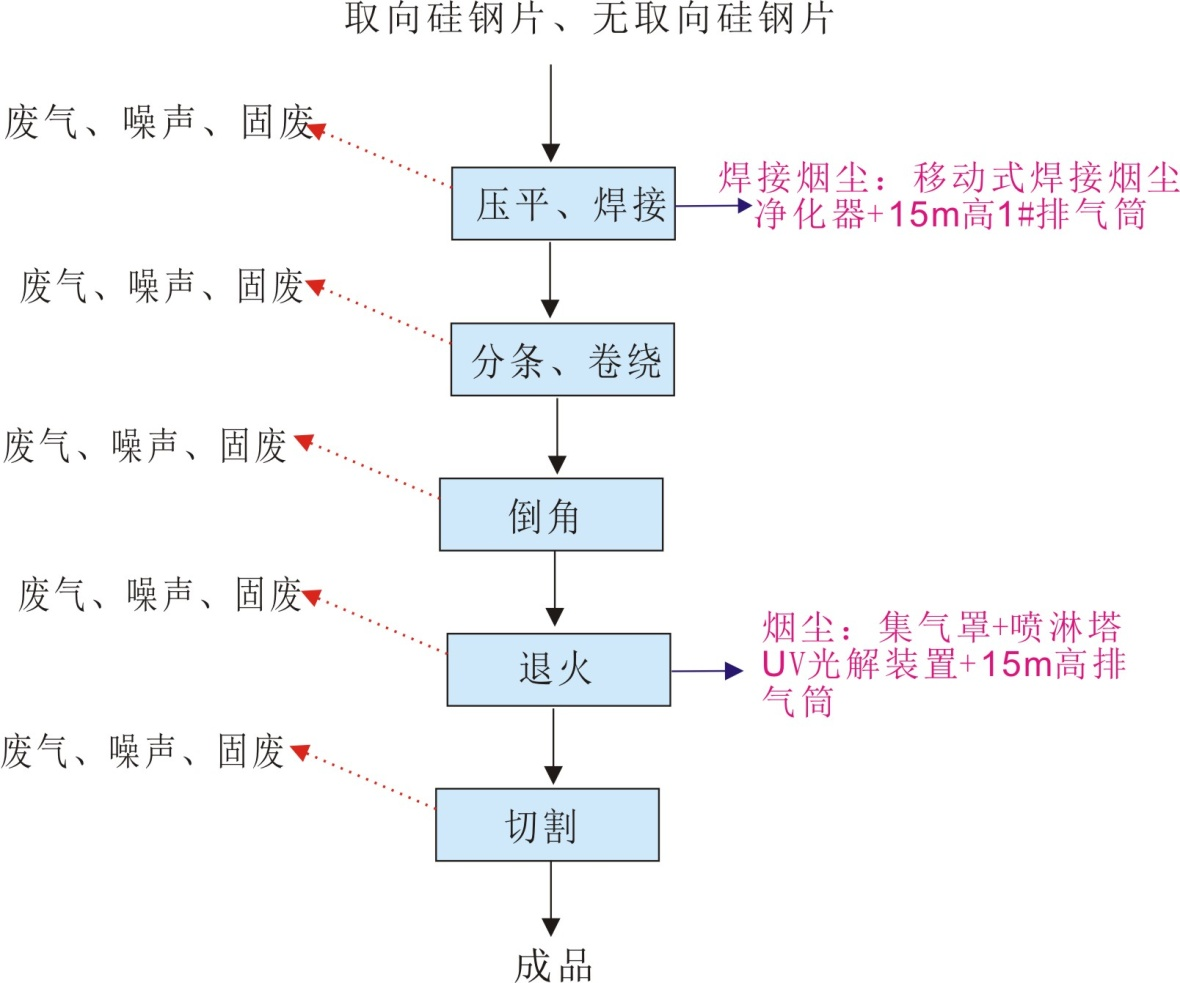 取向硅钢片、无取向硅钢片
废气、噪声、固废
压平、焊接
焊接烟尘：移动式焊接烟尘
净化器+15m高1#排气筒
废气、噪声、固废
分条、卷绕
废气、噪声、固废
倒角
废气、噪声、固废
退火
烟尘：集气罩+喷淋塔
UV光解装置+15m高排
气筒
废气、噪声、固废
切割
成品